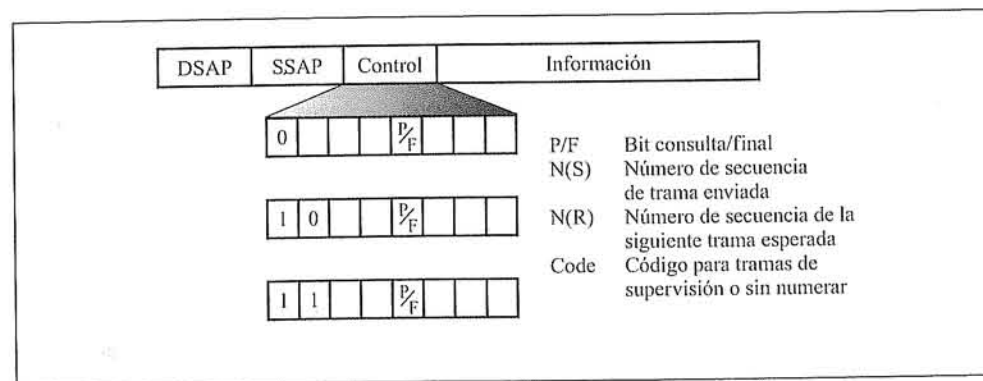 DSAP SSAP Control Información
0 P/F
P/F Bit consulta/final
N(S) Número de secuencia
de trama enviada
1 0 P/F
N(R) Número de secuencia de la
siguiente trama esperada
Code Código para tramas de
supervisión o sin numerar
1 1 P/F